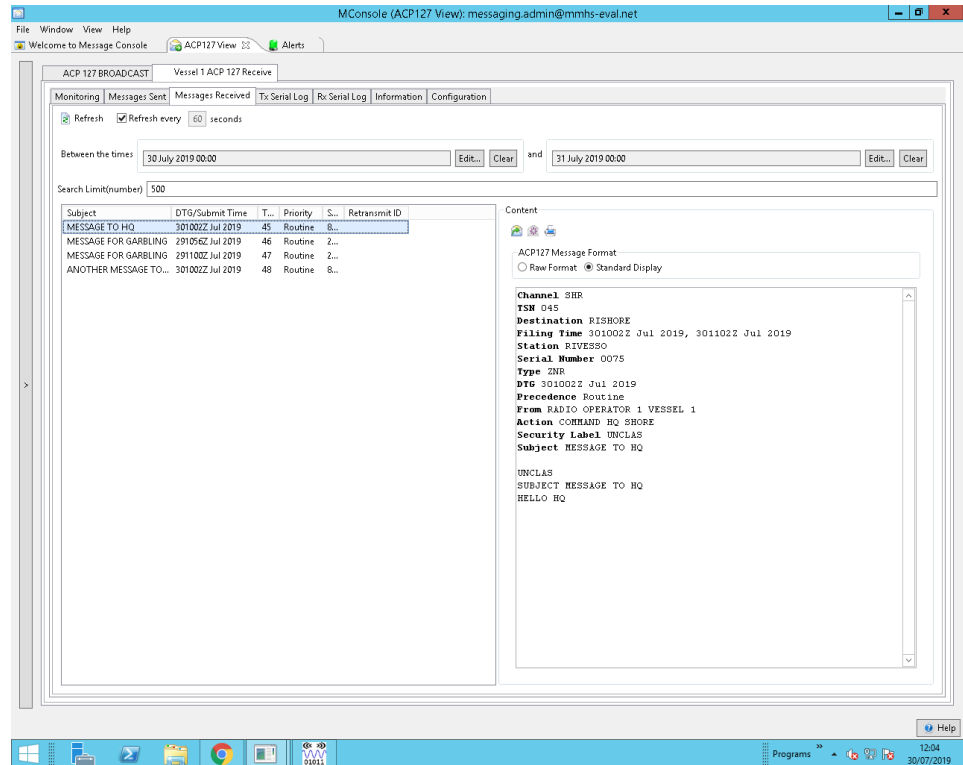 MConsole (ACP127 View): messaging.admin@mmhs-eval.net
File Window View Help
Welcome to Message Console ACP127 View Alerts
ACP 127 BROADCAST Vessel 1 ACP 127 Receive
Monitoring Messages Sent Messages Received Tx Serial Log Rx Serial Log Information Configuration
Refresh Refresh every 60 seconds
Between the times 30 July 2019 00:00 Edit... Clear and 31 July 2019 00:00 Edit... Clear
Search Limit(number) 500
Subject DTG/Submit Time T... Priority S... Retransmit ID
MESSAGE TO HQ 301002Z Jul 2019 45 Routine 8...
MESSAGE FOR GARBLING 291056Z Jul 2019 46 Routine 2...
MESSAGE FOR GARBLING 291100Z Jul 2019 47 Routine 2...
ANOTHER MESSAGE TO... 301002Z Jul 2019 48 Routine 8...
Content
ACP127 Message Format
Raw Format Standard Display
Channel SHR
TSN 045
Destination RISHORE
Filing Time 301002Z Jul 2019, 301102Z Jul 2019
Station RIVESSO
Serial Number 0075
Type ZNR
DTG 301002Z Jul 2019
Precedence Routine
From RADIO OPERATOR 1 VESSEL 1
Action COMMAND HQ SHORE
Security Label UNCLAS
Subject MESSAGE TO HQ
UNCLAS
SUBJECT MESSAGE TO HQ
HELLO HQ
>
Help
01011
Programs
12:04
30/07/2019